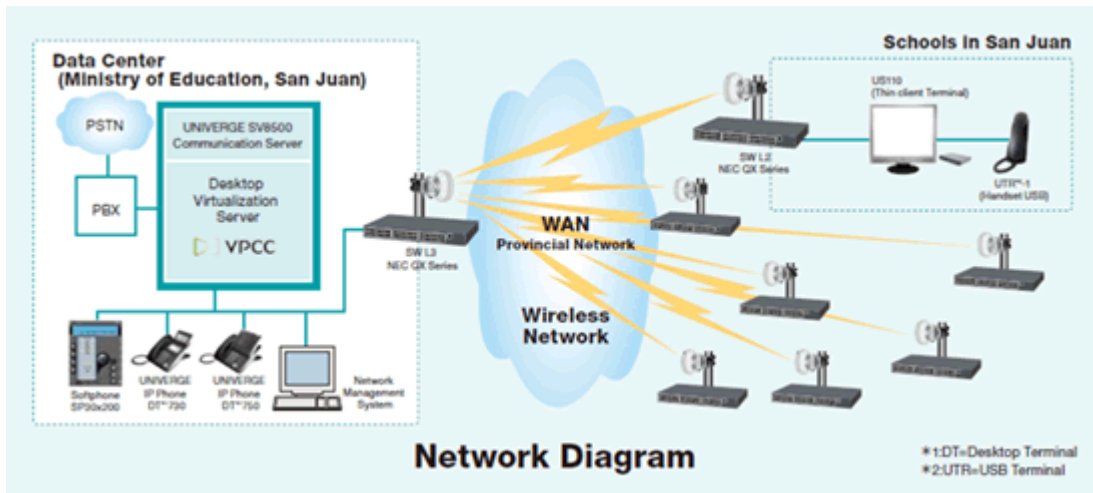 Data Center
(Ministry of Education, San Juan)
PSTN
PBX
UNIVERGE SV8500
Communication Server
Desktop
Virtualization
Server
VPCC
Softphone
SP30x200
UNIVERGE
IP Phone
DT*¹730
UNIVERGE
IP Phone
DT*¹750
Network
Management
System
SW L3
NEC QX Series
WAN
Provincial Network
Wireless
Network
Schools in San Juan
US110
(Thin client Terminal)
SW L2
NEC QX Series
(Handset USB)
Network Diagram
*1:DT=Desktop Terminal
*2:UTR=USB Terminal